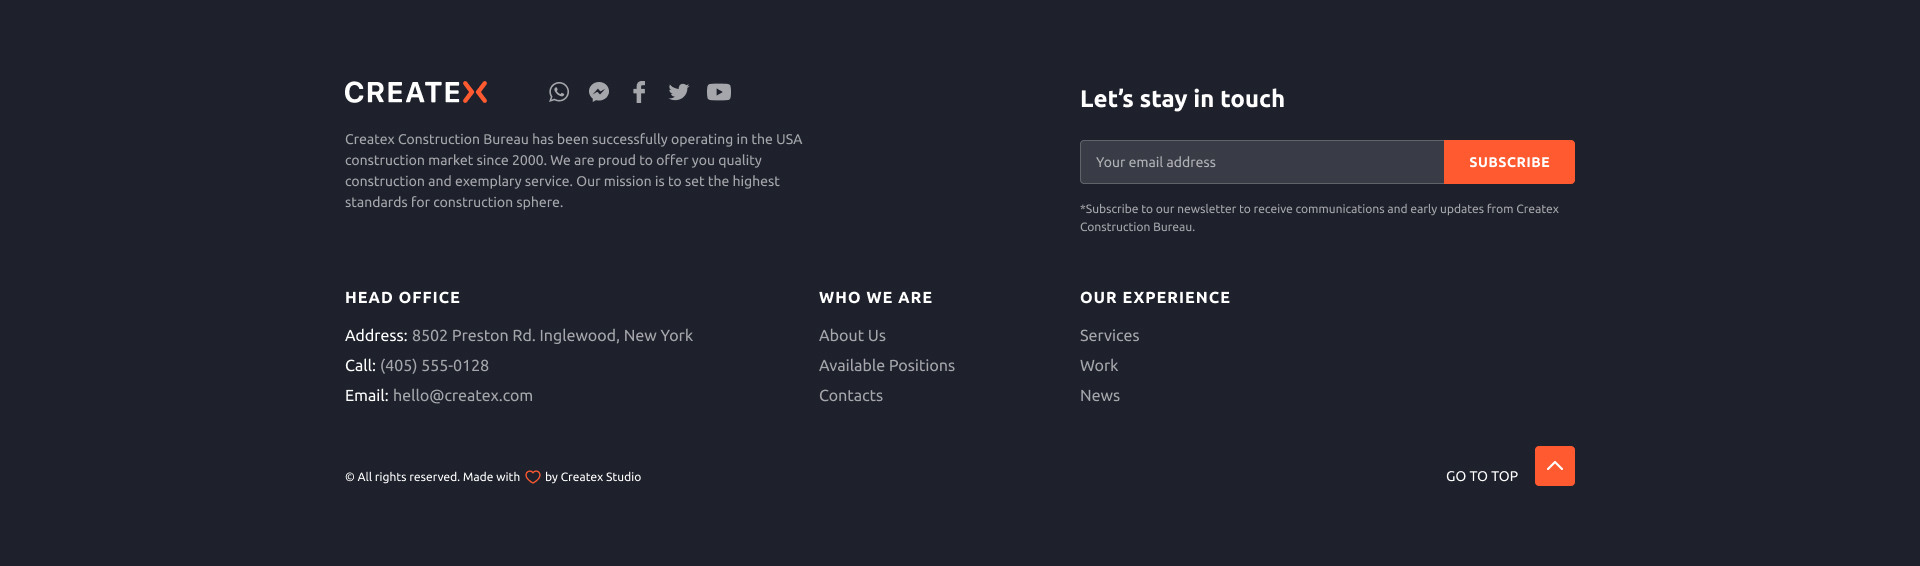 CREATEX
Createx Construction Bureau has been successfully operating in the USA
construction market since 2000. We are proud to offer you quality
construction and exemplary service. Our mission is to set the highest
standards for construction sphere.
Let’s stay in touch
Your email address
SUBSCRIBE
*Subscribe to our newsletter to receive communications and early updates from Createx
Construction Bureau.
HEAD OFFICE
Address: 8502 Preston Rd. Inglewood, New York
Call: (405) 555-0128
Email: hello@createx.com
WHO WE ARE
About Us
Available Positions
Contacts
OUR EXPERIENCE
Services
Work
News
© All rights reserved. Made with by Createx Studio
GO TO TOP